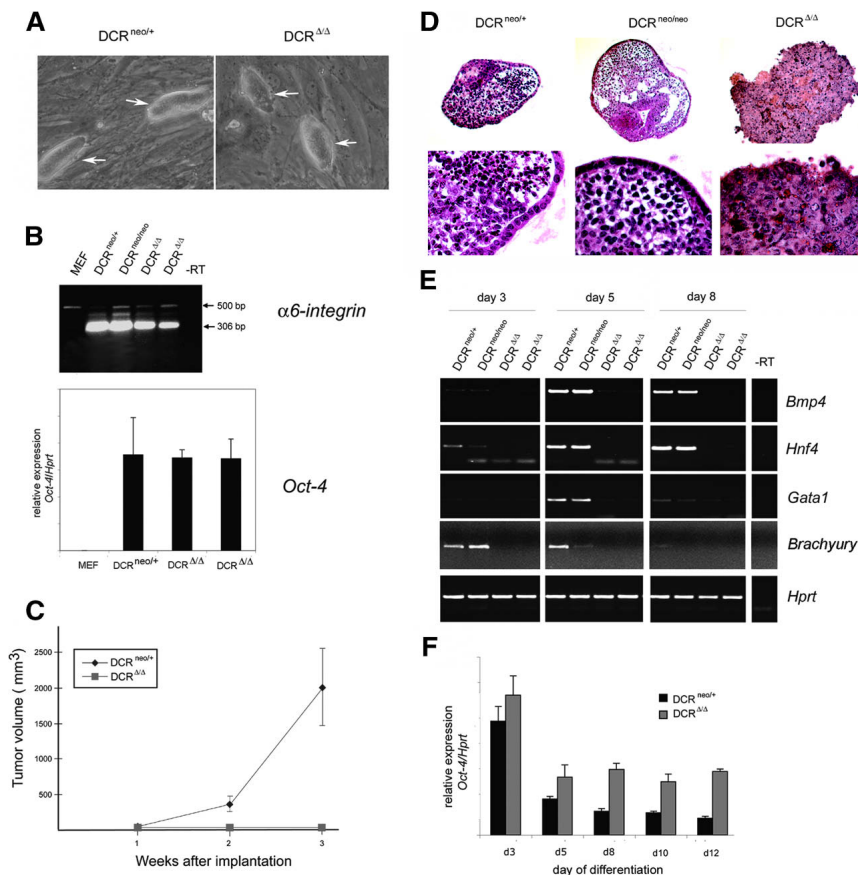 A
DCR neo/+
DCR Δ/Δ
B
MEF
DCR neo/+
DCR neo/neo
DCR Δ/Δ
DCR Δ/Δ
-RT
500 bp
306 bp
α6-integrin
relative expression
Oct-4/Hprt
Oct-4
MEF
DCR neo/+
DCR Δ/Δ
DCR Δ/Δ
C
Tumor volume ( mm3)
2500
2000
1500
1000
500
DCR neo/+
DCR Δ/Δ
1
2
3
Weeks after implantation
D
DCR neo/+
DCR neo/neo
DCR Δ/Δ
E
day 3
day 5
day 8
DCR neo/+
DCR neo/neo
DCR Δ/Δ
DCR Δ/Δ
DCR neo/+
DCR neo/neo
DCR Δ/Δ
DCR Δ/Δ
DCR neo/+
DCR neo/neo
DCR Δ/Δ
DCR Δ/Δ
-RT
Bmp4
Hnf4
Gata1
Brachyury
Hprt
F
relative expression
Oct-4/Hprt
DCR neo/+
DCR Δ/Δ
d3
d5
d8
d10
d12
day of differentiation